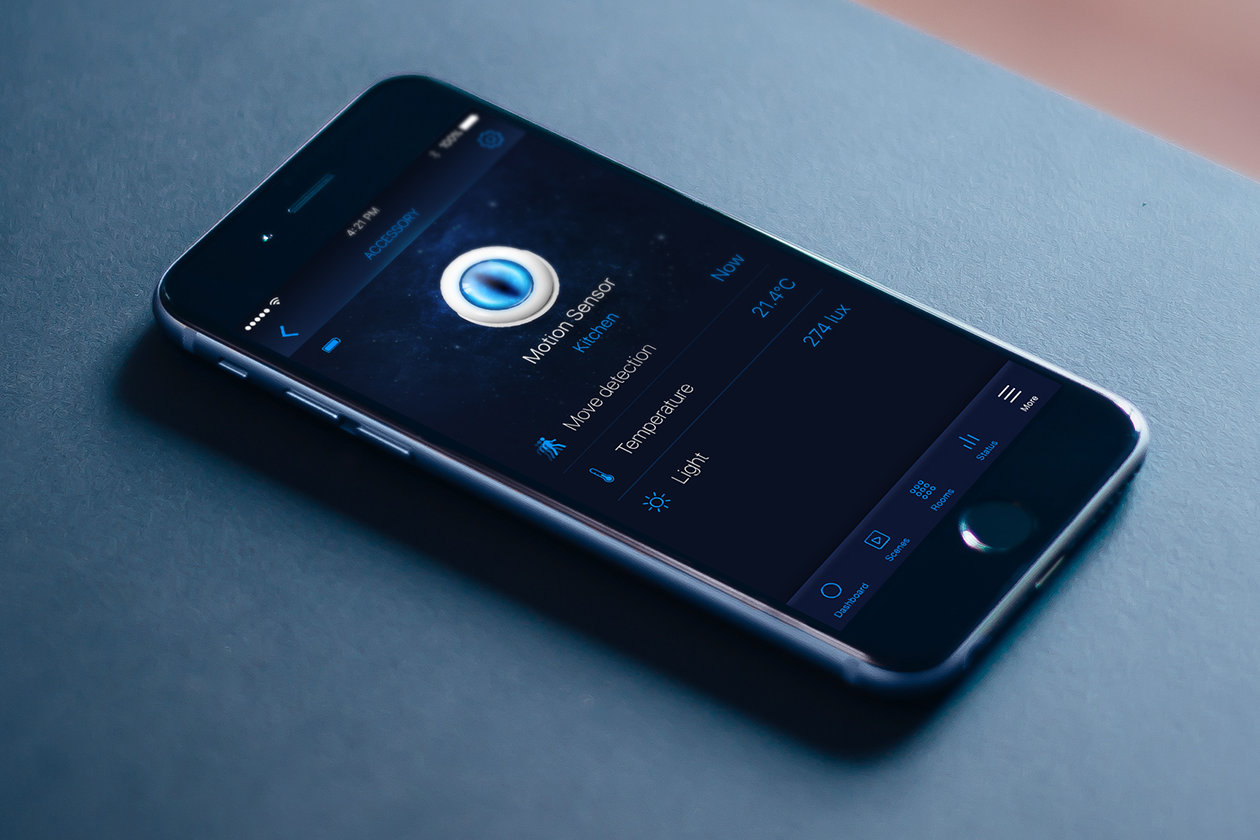 4:21 PM
100%
ACCESSORY
Motion Sensor
Kitchen
Move detection Now
Temperature 21.4°C
Light 274 lux
Dashboard Scenes Rooms Status More